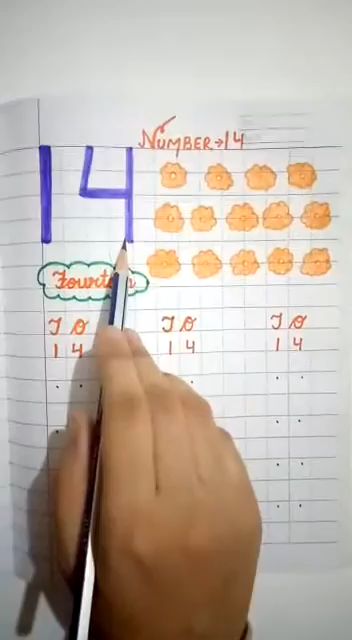 NUMBER→14
14
Fourteen
T O T O T O
1 4 1 4 1 4